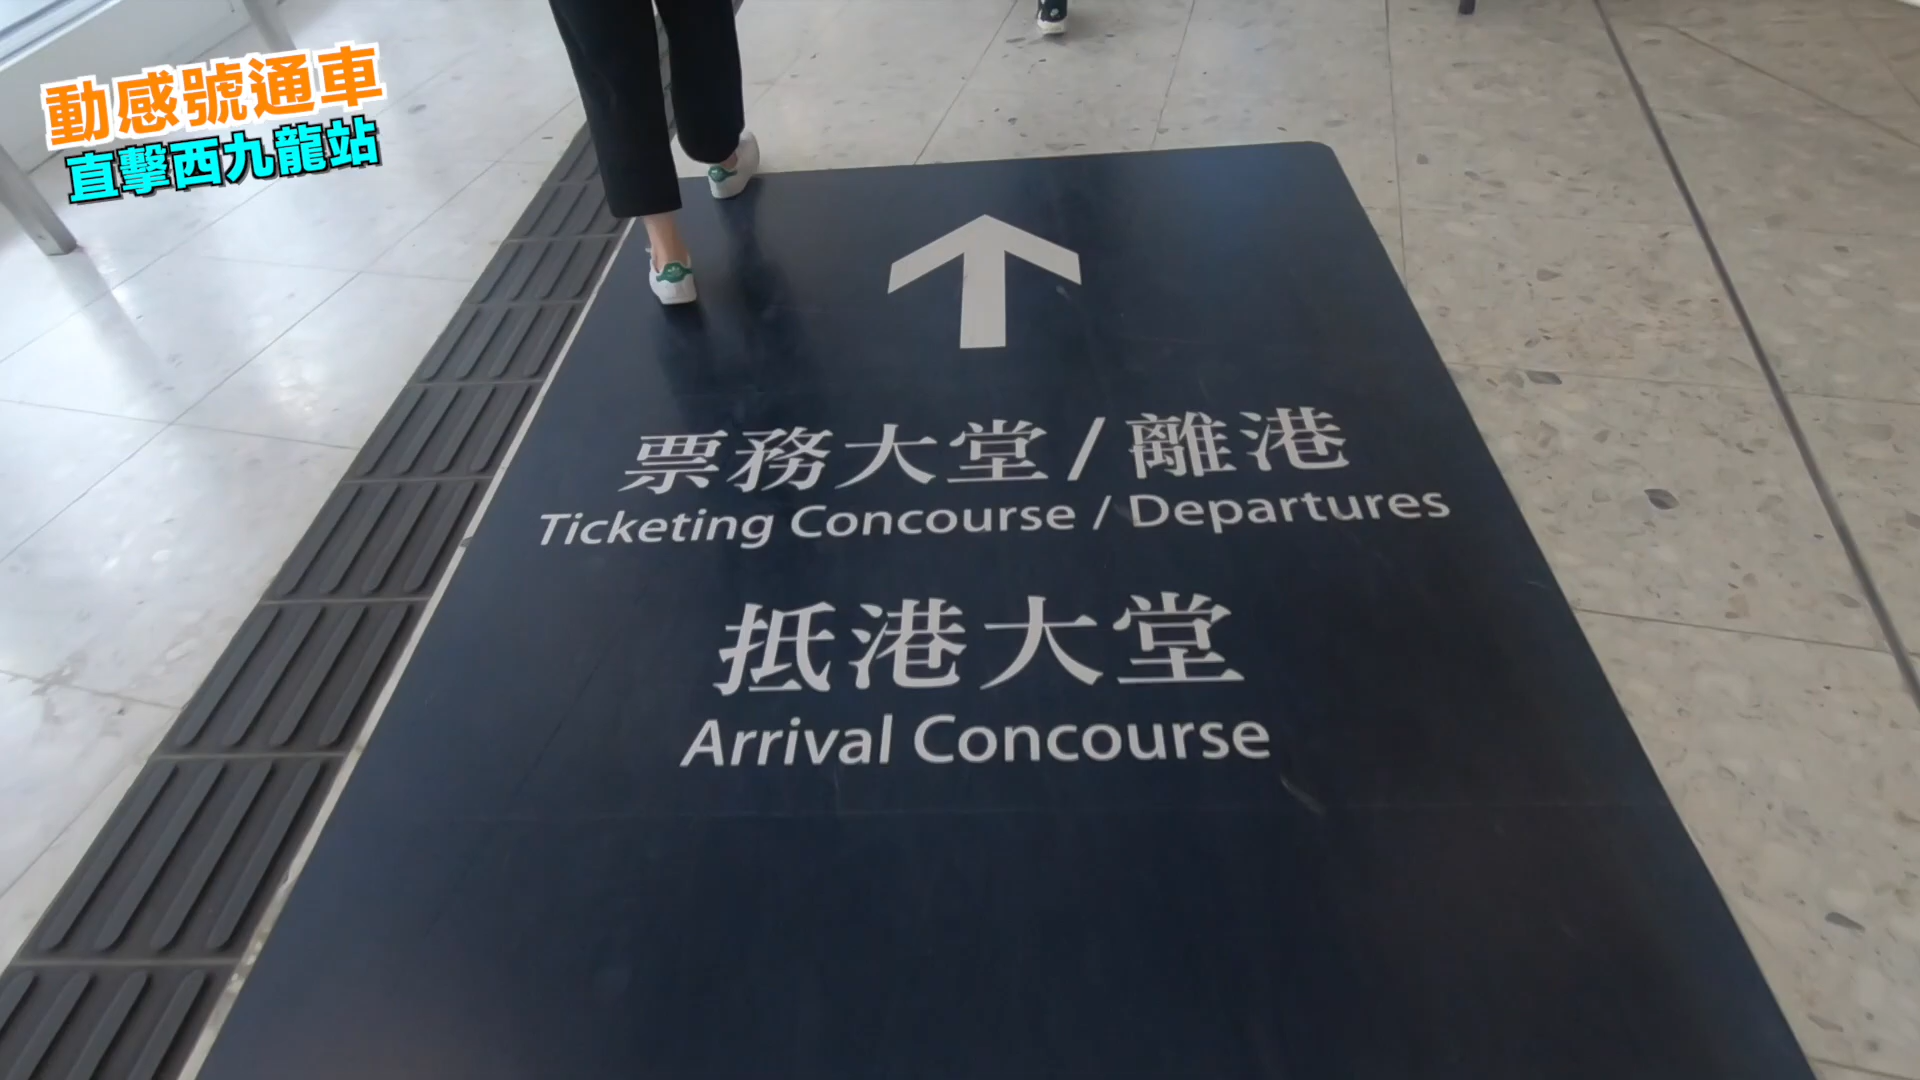 動感號通車
直擊西九龍站
票務大堂/離港
Ticketing Concourse / Departures
抵港大堂
Arrival Concourse